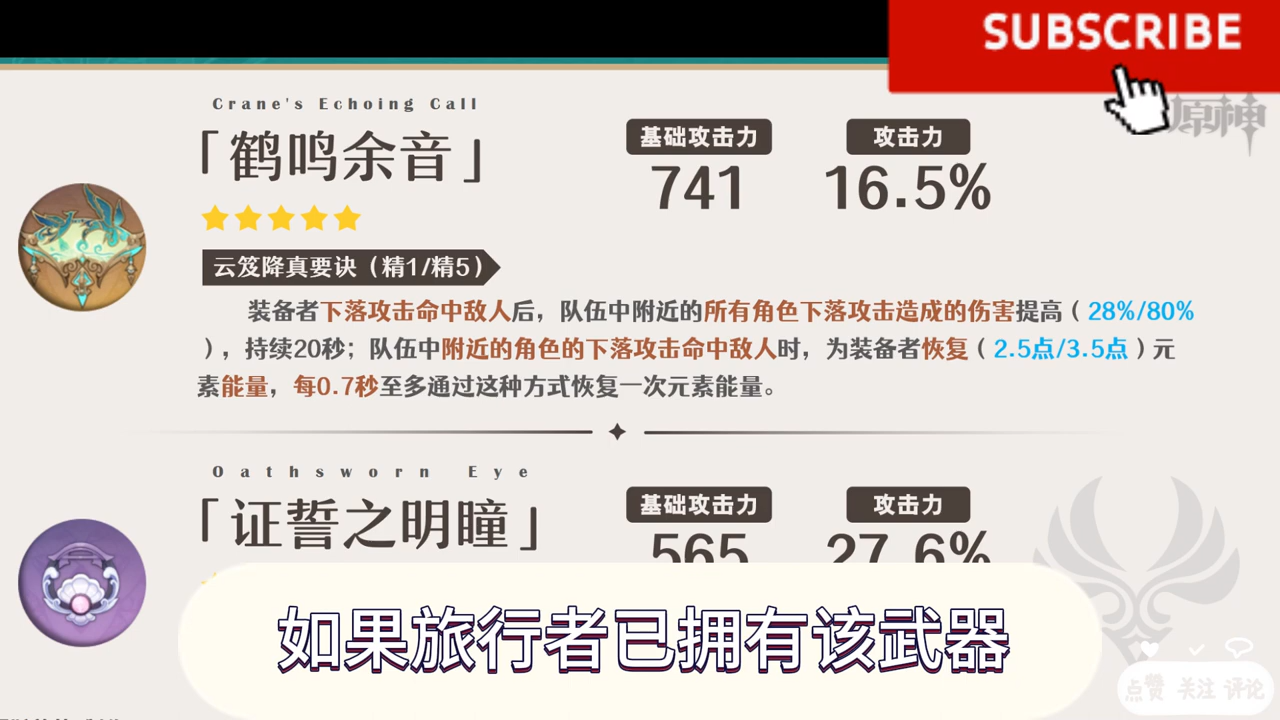 SUBSCRIBE
原神
Crane's Echoing Call
「鹤鸣余音」
基础攻击力
741
攻击力
16.5%
云笈降真要诀（精1/精5）
装备者下落攻击命中敌人后，队伍中附近的所有角色下落攻击造成的伤害提高（28%/80%
），持续20秒；队伍中附近的角色的下落攻击命中敌人时，为装备者恢复（2.5点/3.5点）元
素能量，每0.7秒至多通过这种方式恢复一次元素能量。
Oathsworn Eye
「证誓之明瞳」
基础攻击力
565
攻击力
27.6%
如果旅行者已拥有该武器
点赞 关注 评论